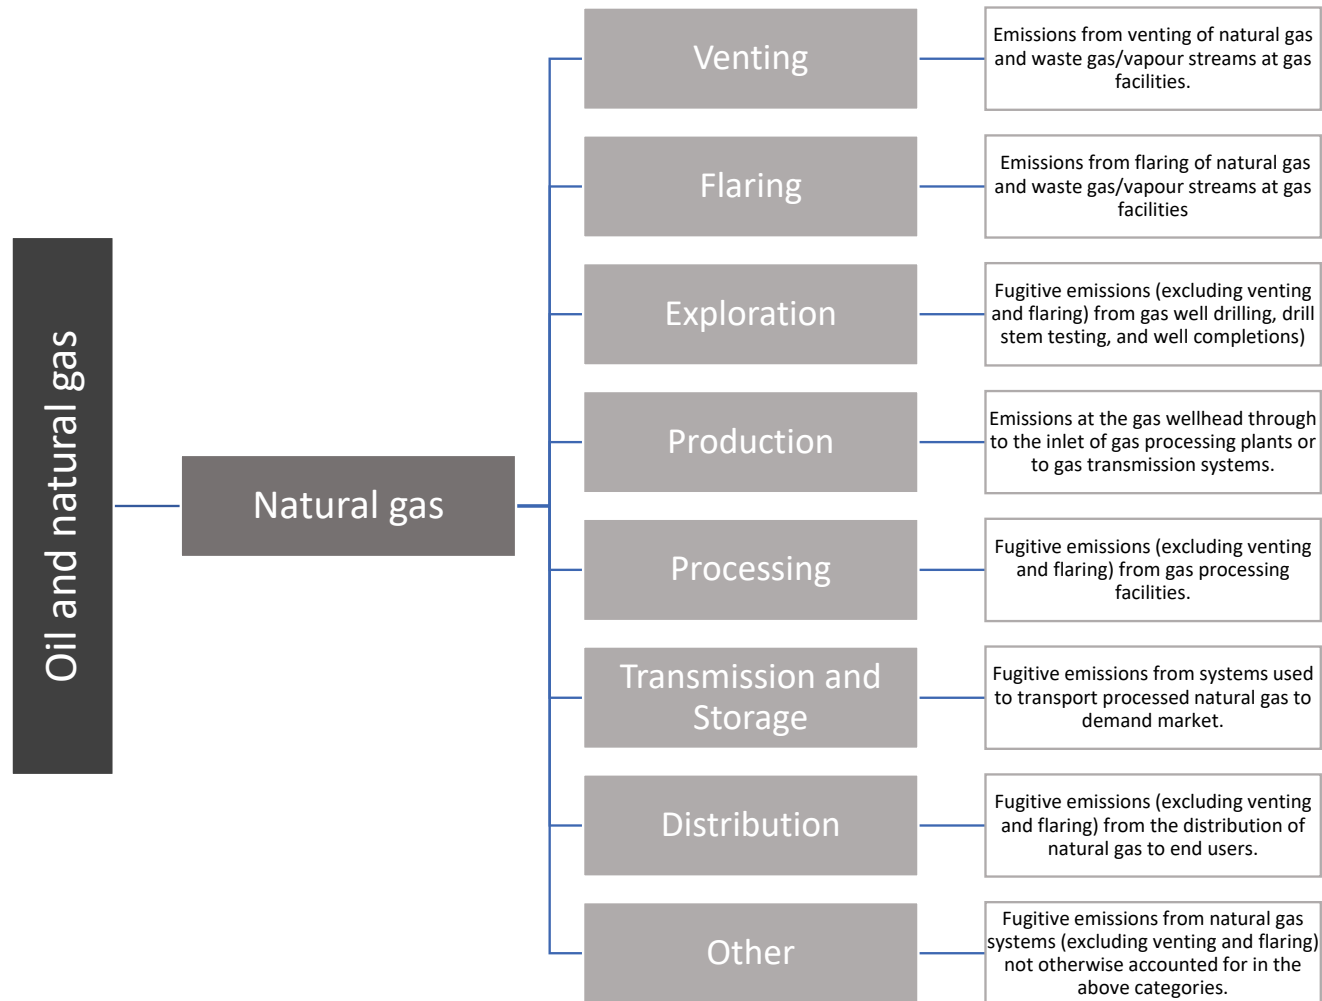 Oil and natural gas
Natural gas
Venting
Emissions from venting of natural gas
and waste gas/vapour streams at gas
facilities.
Flaring
Emissions from flaring of natural gas
and waste gas/vapour streams at gas
facilities
Exploration
Fugitive emissions (excluding venting
and flaring) from gas well drilling, drill
stem testing, and well completions)
Production
Emissions at the gas wellhead through
to the inlet of gas processing plants or
to gas transmission systems.
Processing
Fugitive emissions (excluding venting
and flaring) from gas processing
facilities.
Transmission and
Storage
Fugitive emissions from systems used
to transport processed natural gas to
demand market.
Distribution
Fugitive emissions (excluding venting
and flaring) from the distribution of
natural gas to end users.
Other
Fugitive emissions from natural gas
systems (excluding venting and flaring)
not otherwise accounted for in the
above categories.